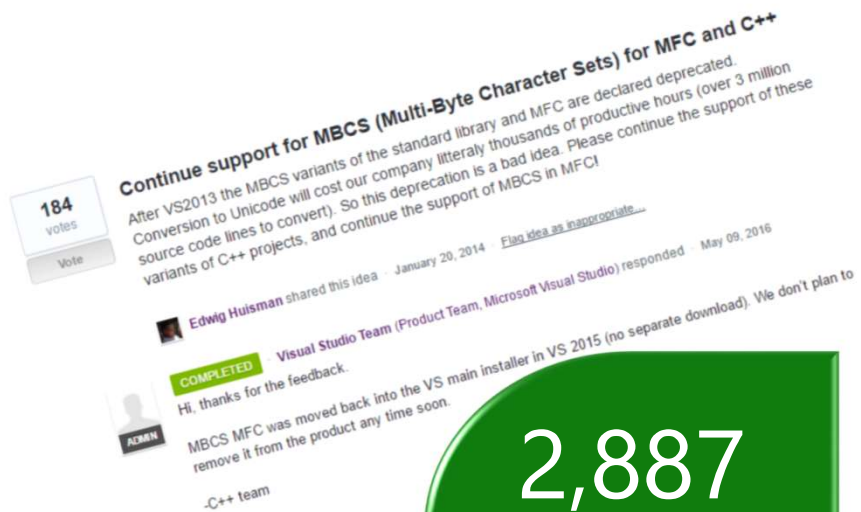 Continue support for MBCS (Multi-Byte Character Sets) for MFC and C++
After VS2013 the MBCS variants of the standard library and MFC are declared deprecated.
Conversion to Unicode will cost our company litteraly thousands of productive hours (over 3 million
source code lines to convert). So this deprecation is a bad idea. Please continue the support of these
variants of C++ projects, and continue the support of MBCS in MFC!
184
votes
Vote
Edwig Huisman shared this idea · January 20, 2014 · Flag idea as inappropriate…
COMPLETED · Visual Studio Team (Product Team, Microsoft Visual Studio) responded · May 09, 2016
ADMIN
Hi, thanks for the feedback.
MBCS MFC was moved back into the VS main installer in VS 2015 (no separate download). We don't plan to
remove it from the product any time soon.
-C++ team
2,887